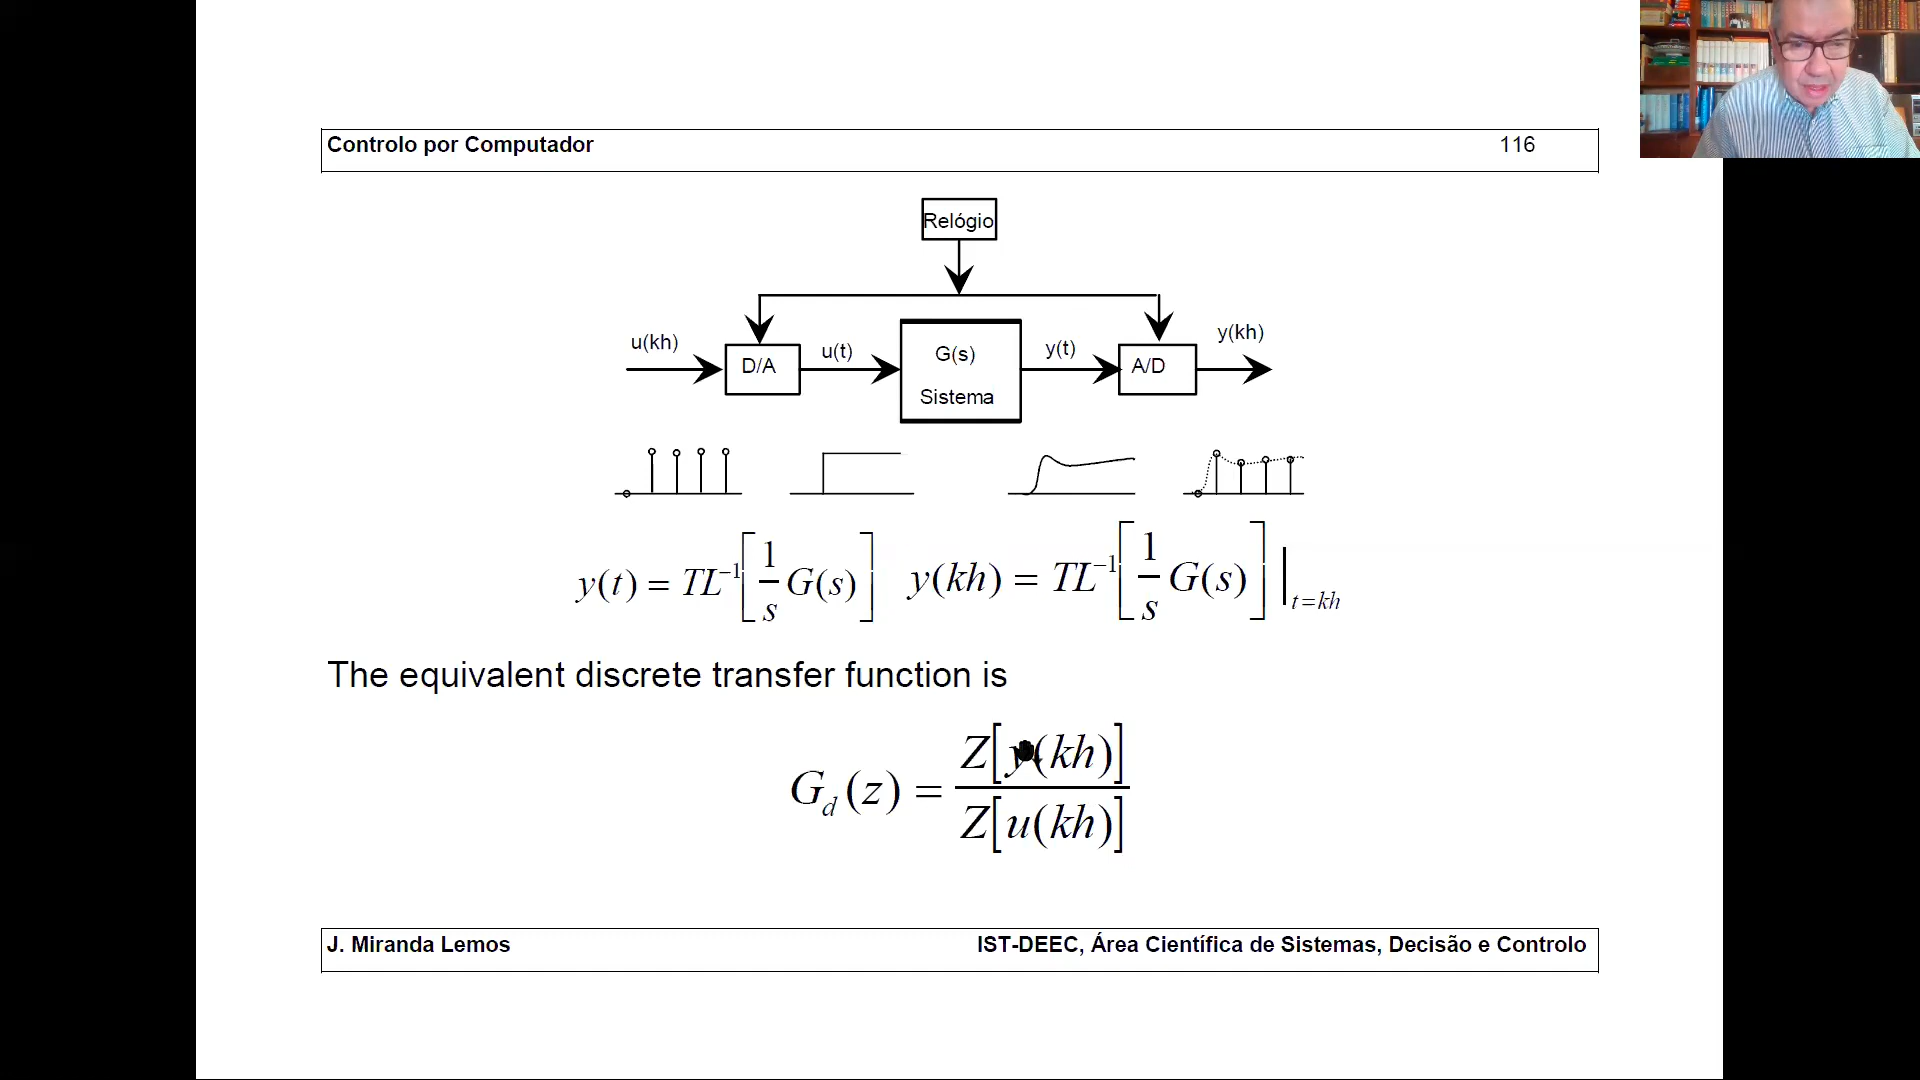 Controlo por Computador 116
Relógio
u(kh) D/A u(t) G(s) Sistema y(t) A/D y(kh)
y(t) = TL⁻¹[1/s G(s)] y(kh) = TL⁻¹[1/s G(s)]|t=kh
The equivalent discrete transfer function is
G_d(z) = Z[y(kh)] / Z[u(kh)]
J. Miranda Lemos IST-DEEC, Área Científica de Sistemas, Decisão e Controlo